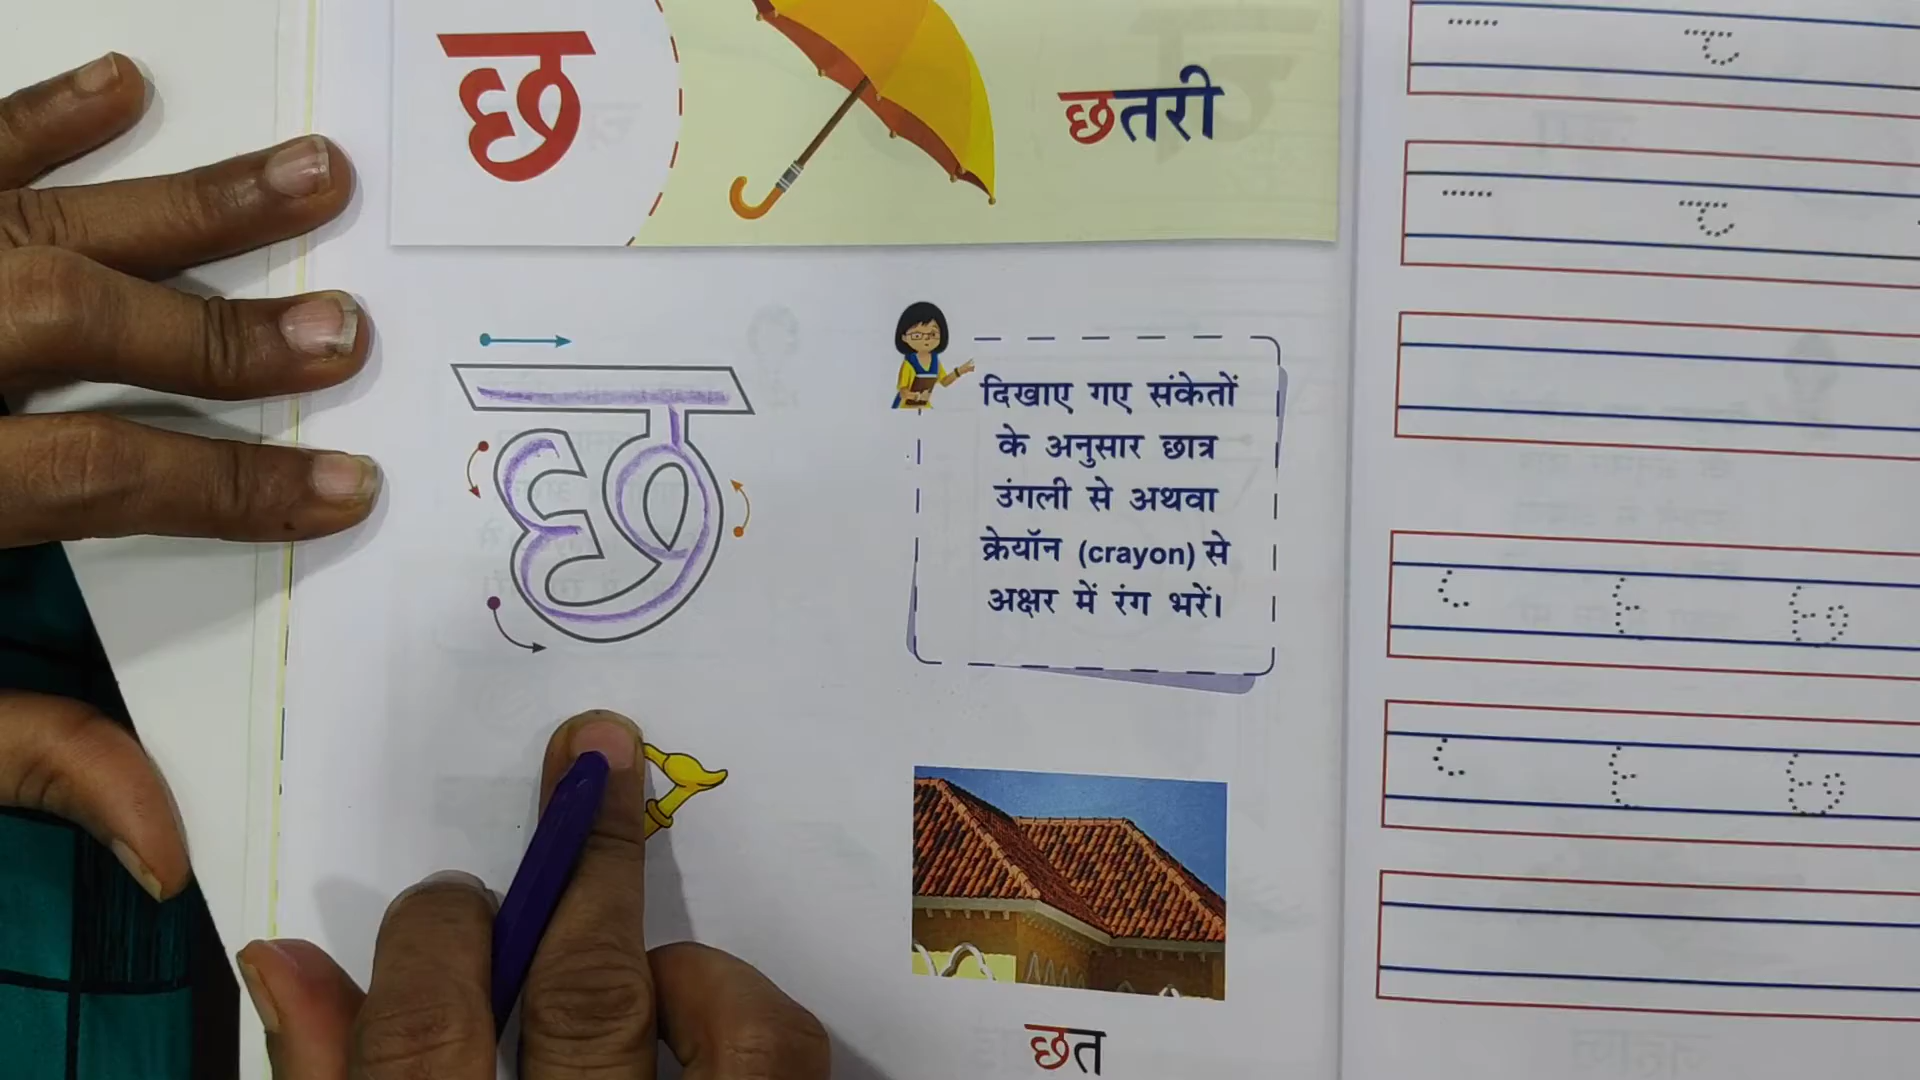 छ
छतरी
छ
दिखाए गए संकेतों
के अनुसार छात्र
उंगली से अथवा
क्रेयॉन (crayon) से
अक्षर में रंग भरें।
छत